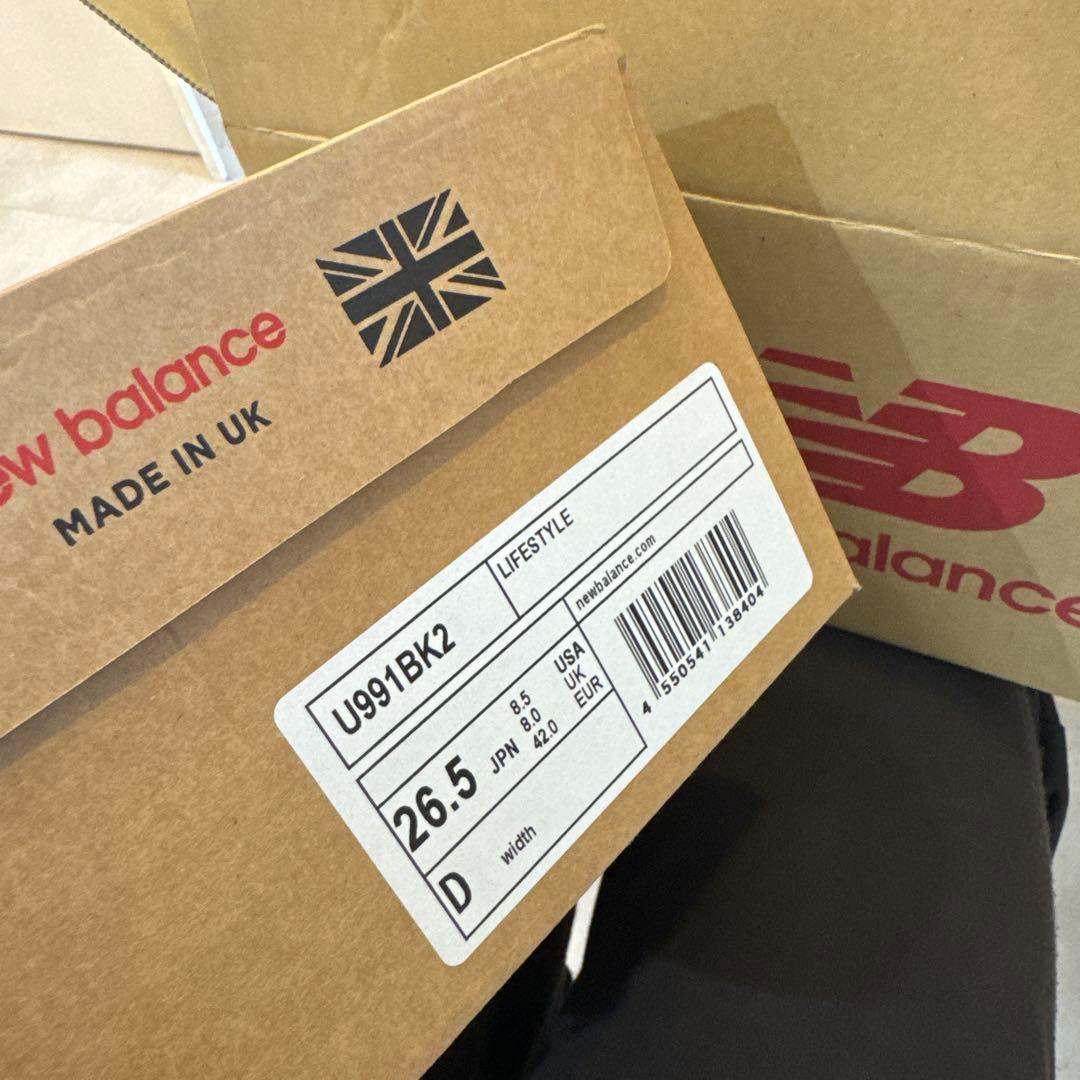 new balance
MADE IN UK
U991BK2
LIFESTYLE
newbalance.com
26.5
JPN
8.5 USA
8.0 UK
42.0 EUR
D
width
4 550541 138404
NB
balance